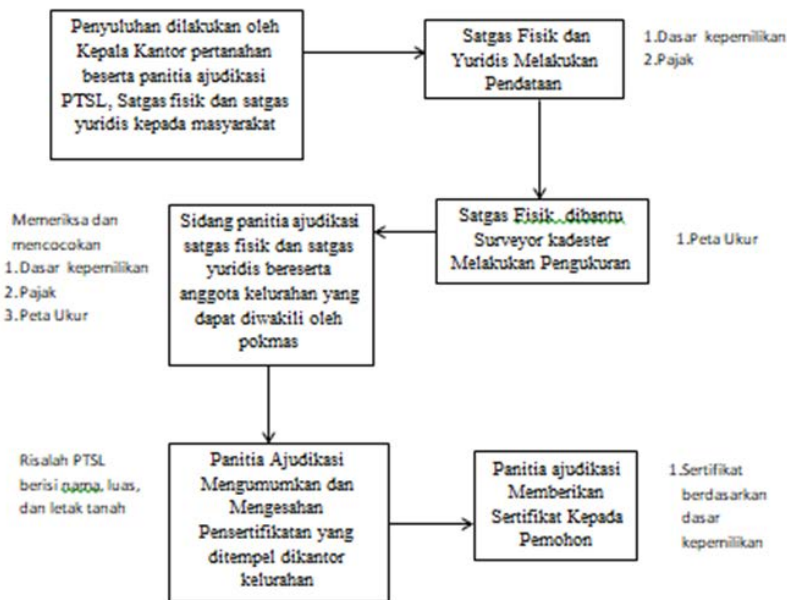 Penyuluhan dilakukan oleh
Kepala Kantor pertanahan
beserta panitia ajudikasi
PTSL, Satgas fisik dan satgas
yuridis kepada masyarakat
Satgas Fisik dan
Yuridis Melakukan
Pendataan
1.Dasar kepemilikan
2.Pajak
Satgas Fisik dibantu
Surveyor kadester
Melakukan Pengukuran
1.Peta Ukur
Sidang panitia ajudikasi
satgas fisik dan satgas
yuridis bereserta
anggota kelurahan yang
dapat diwakili oleh
pokmas
Memeriksa dan
mencocokan
1.Dasar kepemilikan
2.Pajak
3.Peta Ukur
Panitia Ajudikasi
Mengumumkan dan
Mengesahan
Pensertifikatan yang
ditempel dikantor
kelurahan
Risalah PTSL
berisi nama, luas,
dan letak tanah
Panitia ajudikasi
Memberikan
Sertifikat Kepada
Pemohon
1.Sertifikat
berdasarkan
dasar
kepemilikan